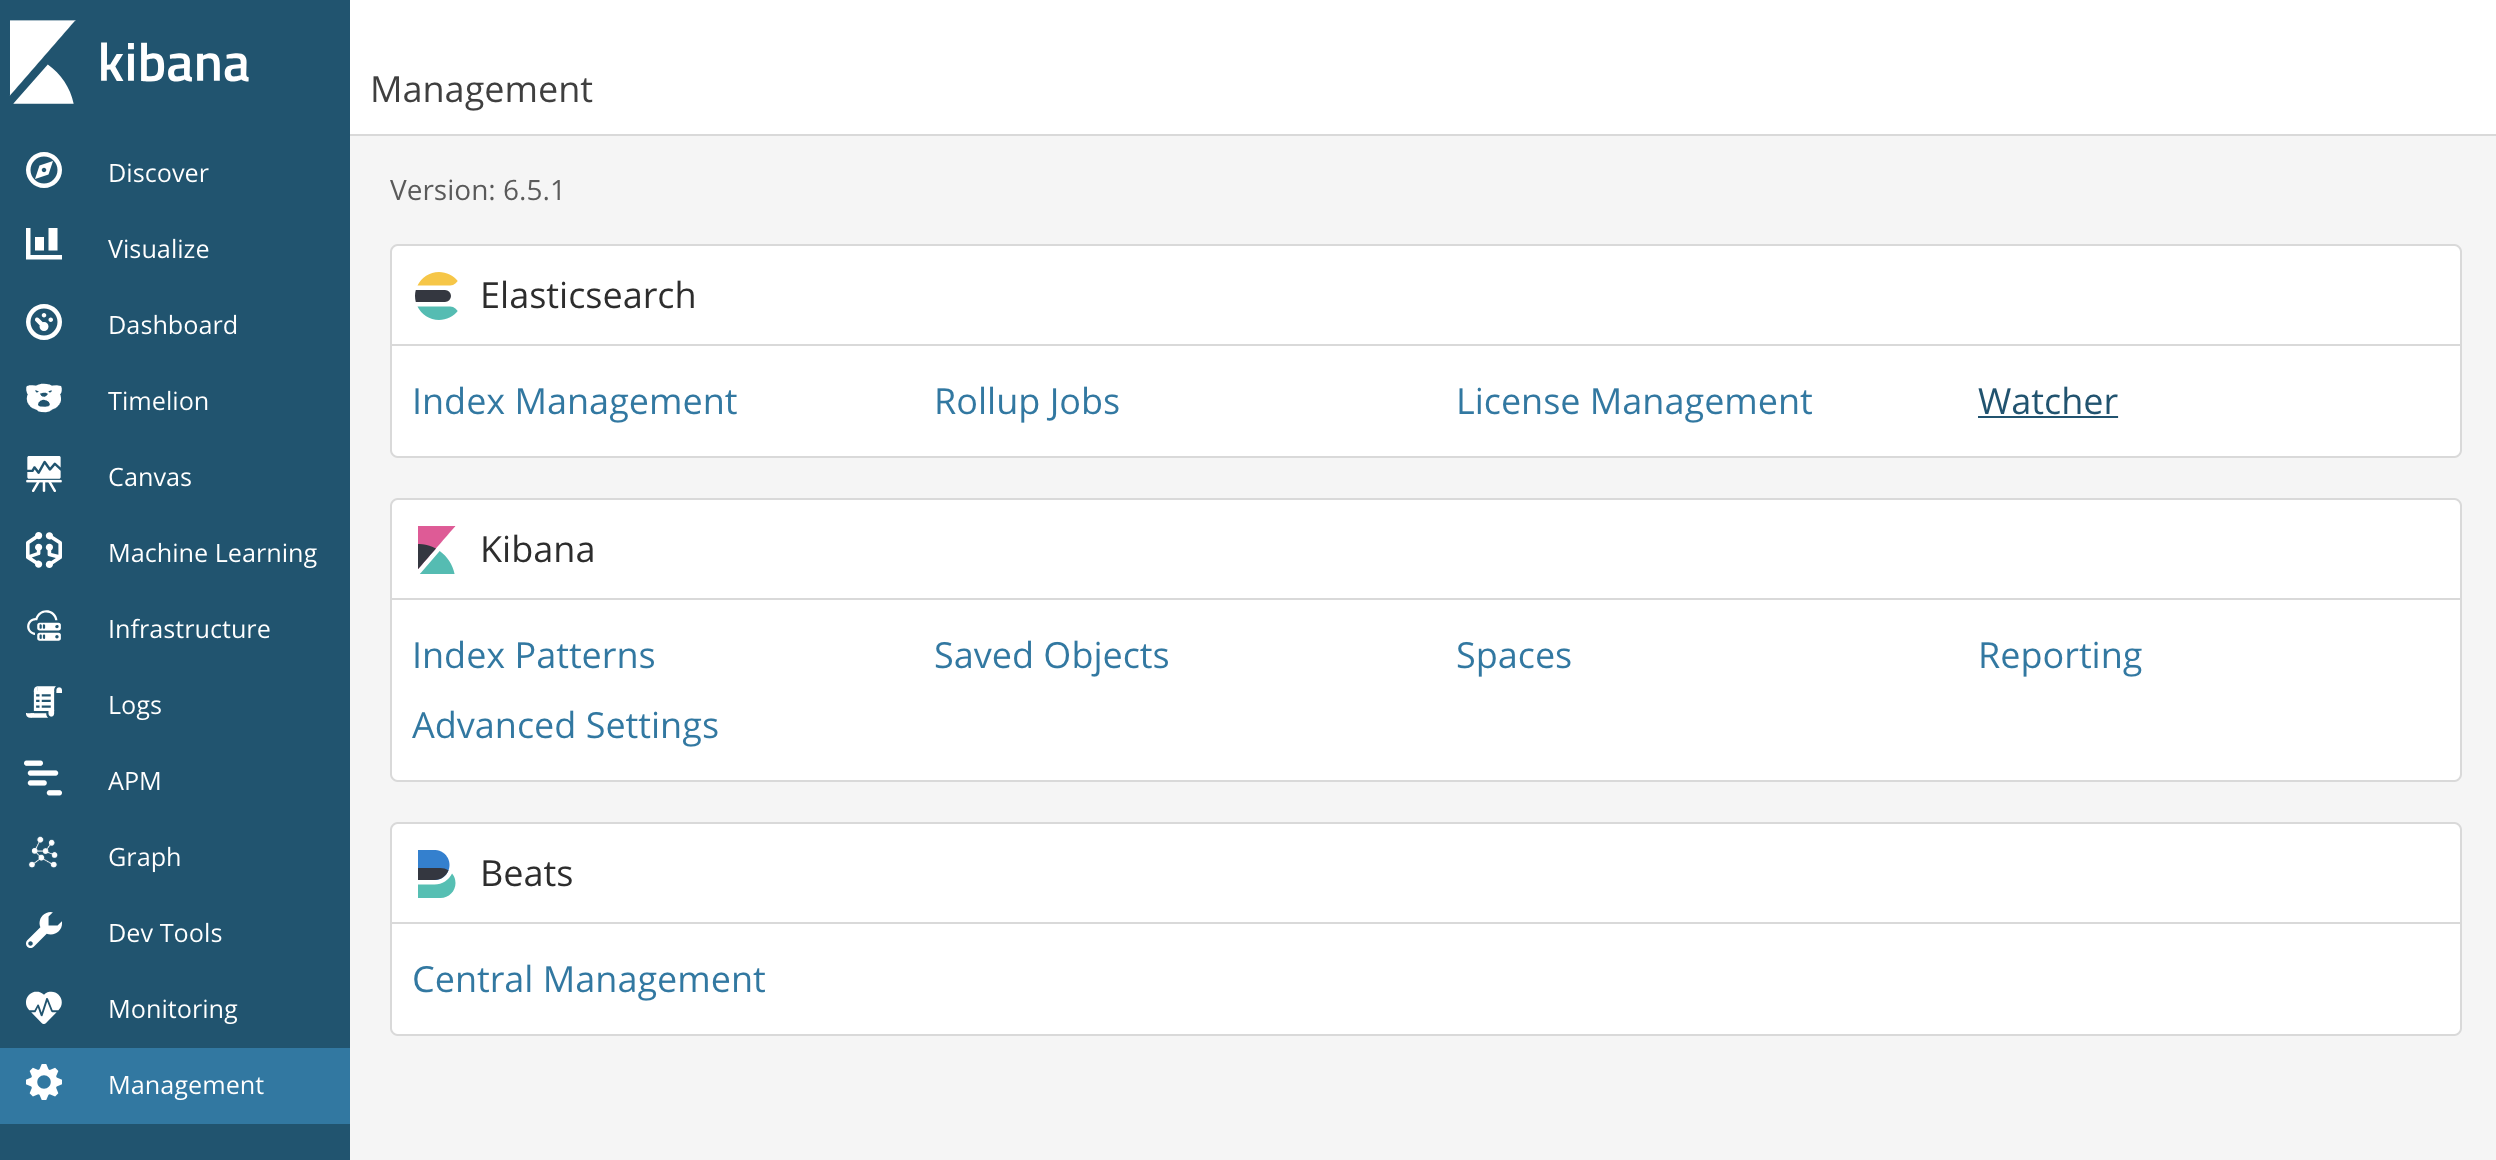 kibana
Discover
Visualize
Dashboard
Timelion
Canvas
Machine Learning
Infrastructure
Logs
APM
Graph
Dev Tools
Monitoring
Management
Management
Version: 6.5.1
Elasticsearch
Index Management Rollup Jobs License Management Watcher
Kibana
Index Patterns Saved Objects Spaces Reporting
Advanced Settings
Beats
Central Management